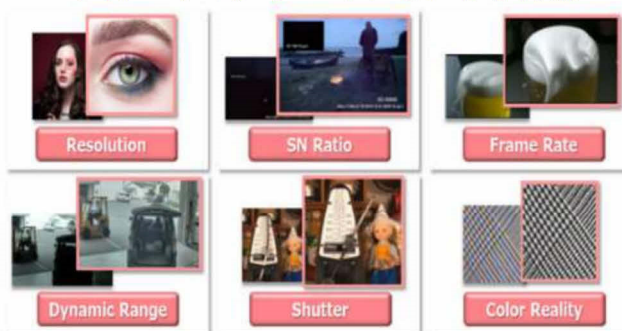 Resolution
SN Ratio
Frame Rate
Dynamic Range
Shutter
Color Reality